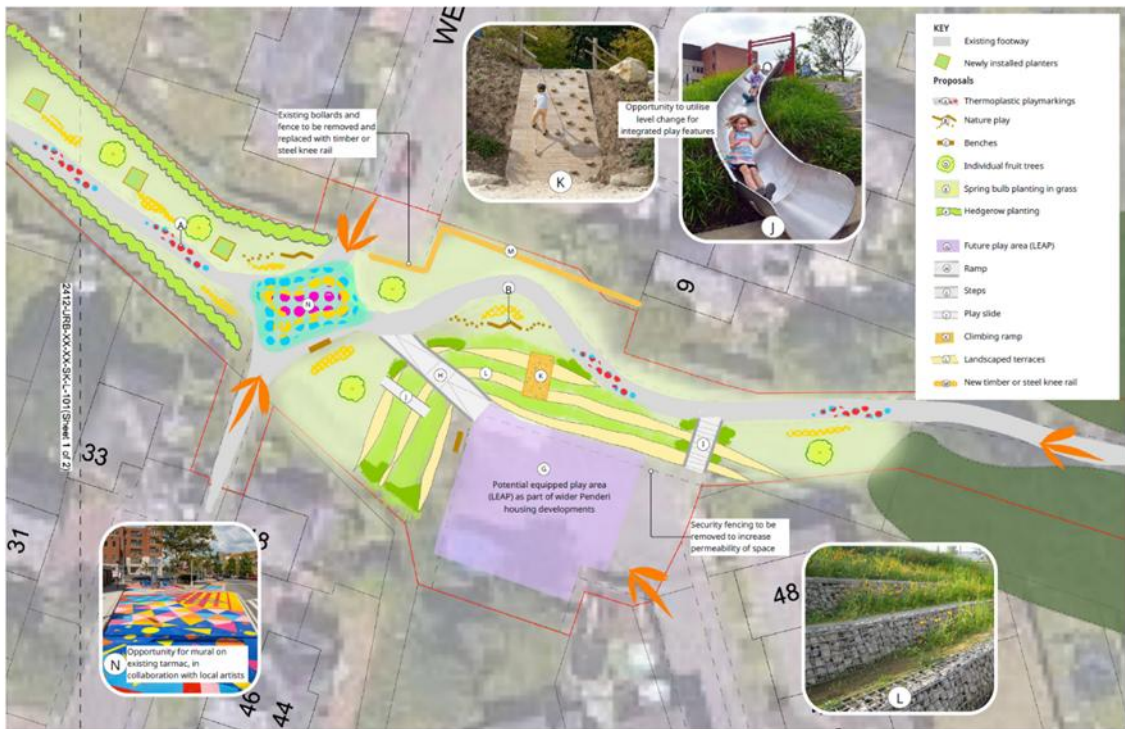 WE
Existing bollards and
fence to be removed and
replaced with timber or
steel knee rail
K
Opportunity to utilise
level change for
integrated play features
J
KEY
Existing footway
Newly installed planters
Proposals
Thermoplastic playmarkings
Nature play
Benches
Individual fruit trees
Spring bulb planting in grass
Hedgerow planting
Future play area (LEAP)
Ramp
Steps
Play slide
Climbing ramp
Landscaped terraces
New timber or steel knee rail
A
M
B
9
N
H
L
K
J
I
2412-URB-XX-XX-SK-L-101(Sheet 1 of 2)
33
31
G
Potential equipped play area
(LEAP) as part of wider Penderi
housing developments
Security fencing to be
removed to increase
permeability of space
48
N
Opportunity for mural on
existing tarmac, in
collaboration with local artists
46
44
L